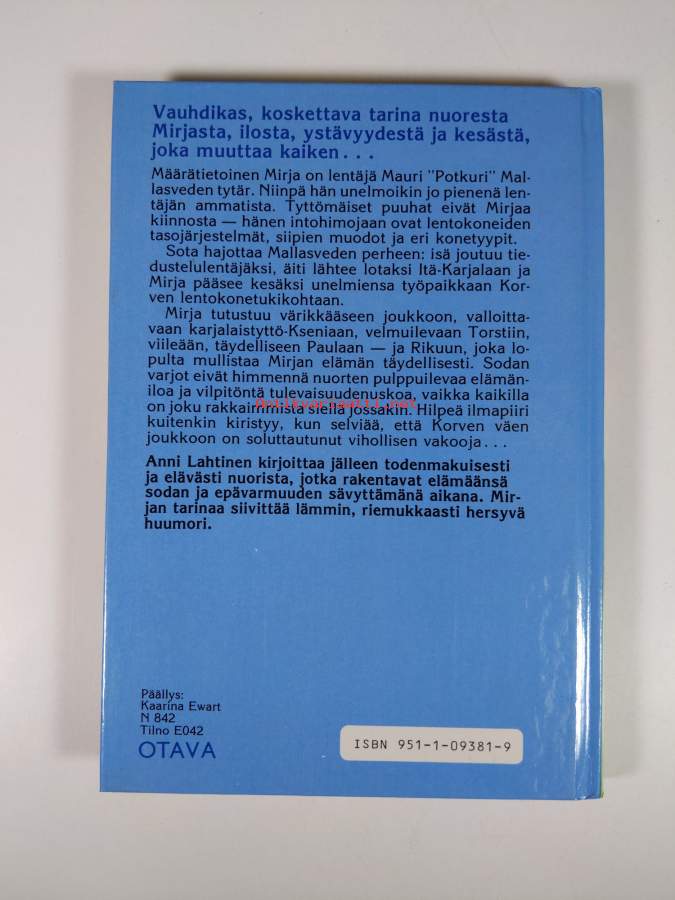 Vauhdikas, koskettava tarina nuoresta
Mirjasta, ilosta, ystävyydestä ja kesästä,
joka muuttaa kaiken . . .
Määrätietoinen Mirja on lentäjä Mauri "Potkuri" Mal-
lasveden tytär. Niinpä hän unelmoikin jo pienenä len-
täjän ammatista. Tyttömäiset puuhat eivät Mirjaa
kiinnosta — hänen intohimojaan ovat lentokoneiden
tasojärjestelmät, siipien muodot ja eri konetyypit.
Sota hajottaa Mallasveden perheen: isä joutuu tie-
dustelulentäjäksi, äiti lähtee lotaksi Itä-Karjalaan ja
Mirja pääsee kesäksi unelmiensa työpaikkaan Kor-
ven lentokonetukikohtaan.
Mirja tutustuu värikkääseen joukkoon, valloitta-
vaan karjalaistyttö-Kseniaan, velmuilevaan Torstiin,
viileään, täydelliseen Paulaan — ja Rikuun, joka lo-
pulta mullistaa Mirjan elämän täydellisesti. Sodan
varjot eivät himmennä nuorten pulppuilevaa elämän-
iloa ja vilpitöntä tulevaisuudenuskoa, vaikka kaikilla
on joku rakkaimmista siellä jossakin. Hilpeä ilmapiiri
Antikvariaatti.net
kuitenkin kiristyy, kun selviää, että Korven väen
joukkoon on soluttautunut vihollisen vakooja . . .
Anni Lahtinen kirjoittaa jälleen todenmakuisesti
ja elävästi nuorista, jotka rakentavat elämäänsä
sodan ja epävarmuuden sävyttämänä aikana. Mir-
jan tarinaa siivittää lämmin, riemukkaasti hersyvä
huumori.
Päällys:
Kaarina Ewart
N 842
Tilno E042
OTAVA
ISBN 951-1-09381-9